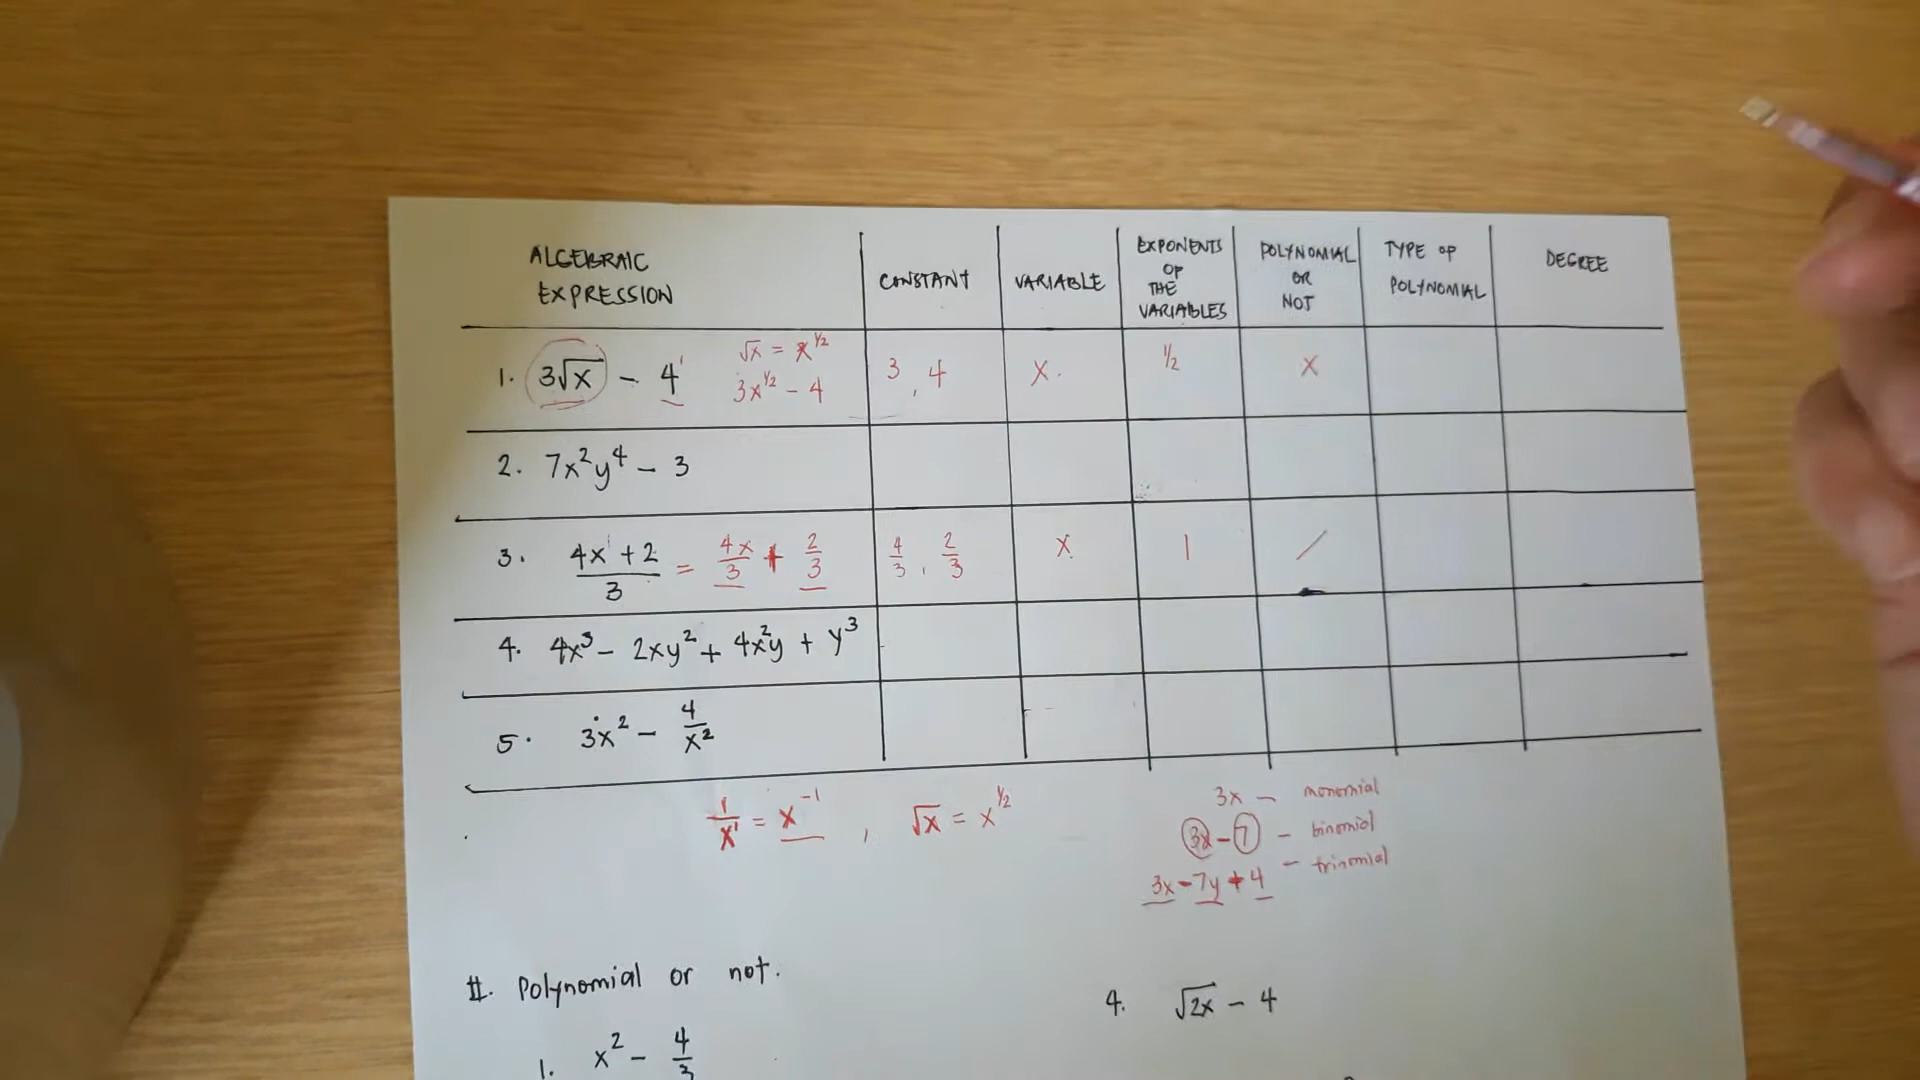 ALGEBRAIC EXPRESSION | CONSTANT | VARIABLE | EXPONENTS OF THE VARIABLES | POLYNOMIAL OR NOT | TYPE OF POLYNOMIAL | DEGREE
1. 3√x - 4 | √x = x^1/2 | 3x^1/2 - 4 | 3, 4 | x. | 1/2 | x
2. 7x²y⁴ - 3
3. (4x¹ + 2)/3 = 4x/3 + 2/3 | 4/3, 2/3 | x | 1 | /
4. 4x³ - 2xy² + 4x²y + y³
5. 3x² - 4/x²
1/x¹ = x⁻¹ , √x = x^1/2
3x - monomial
3x - 7 - binomial
3x - 7y + 4 - trinomial
II. Polynomial or not.
1. x² - 4/3
4. √2x - 4